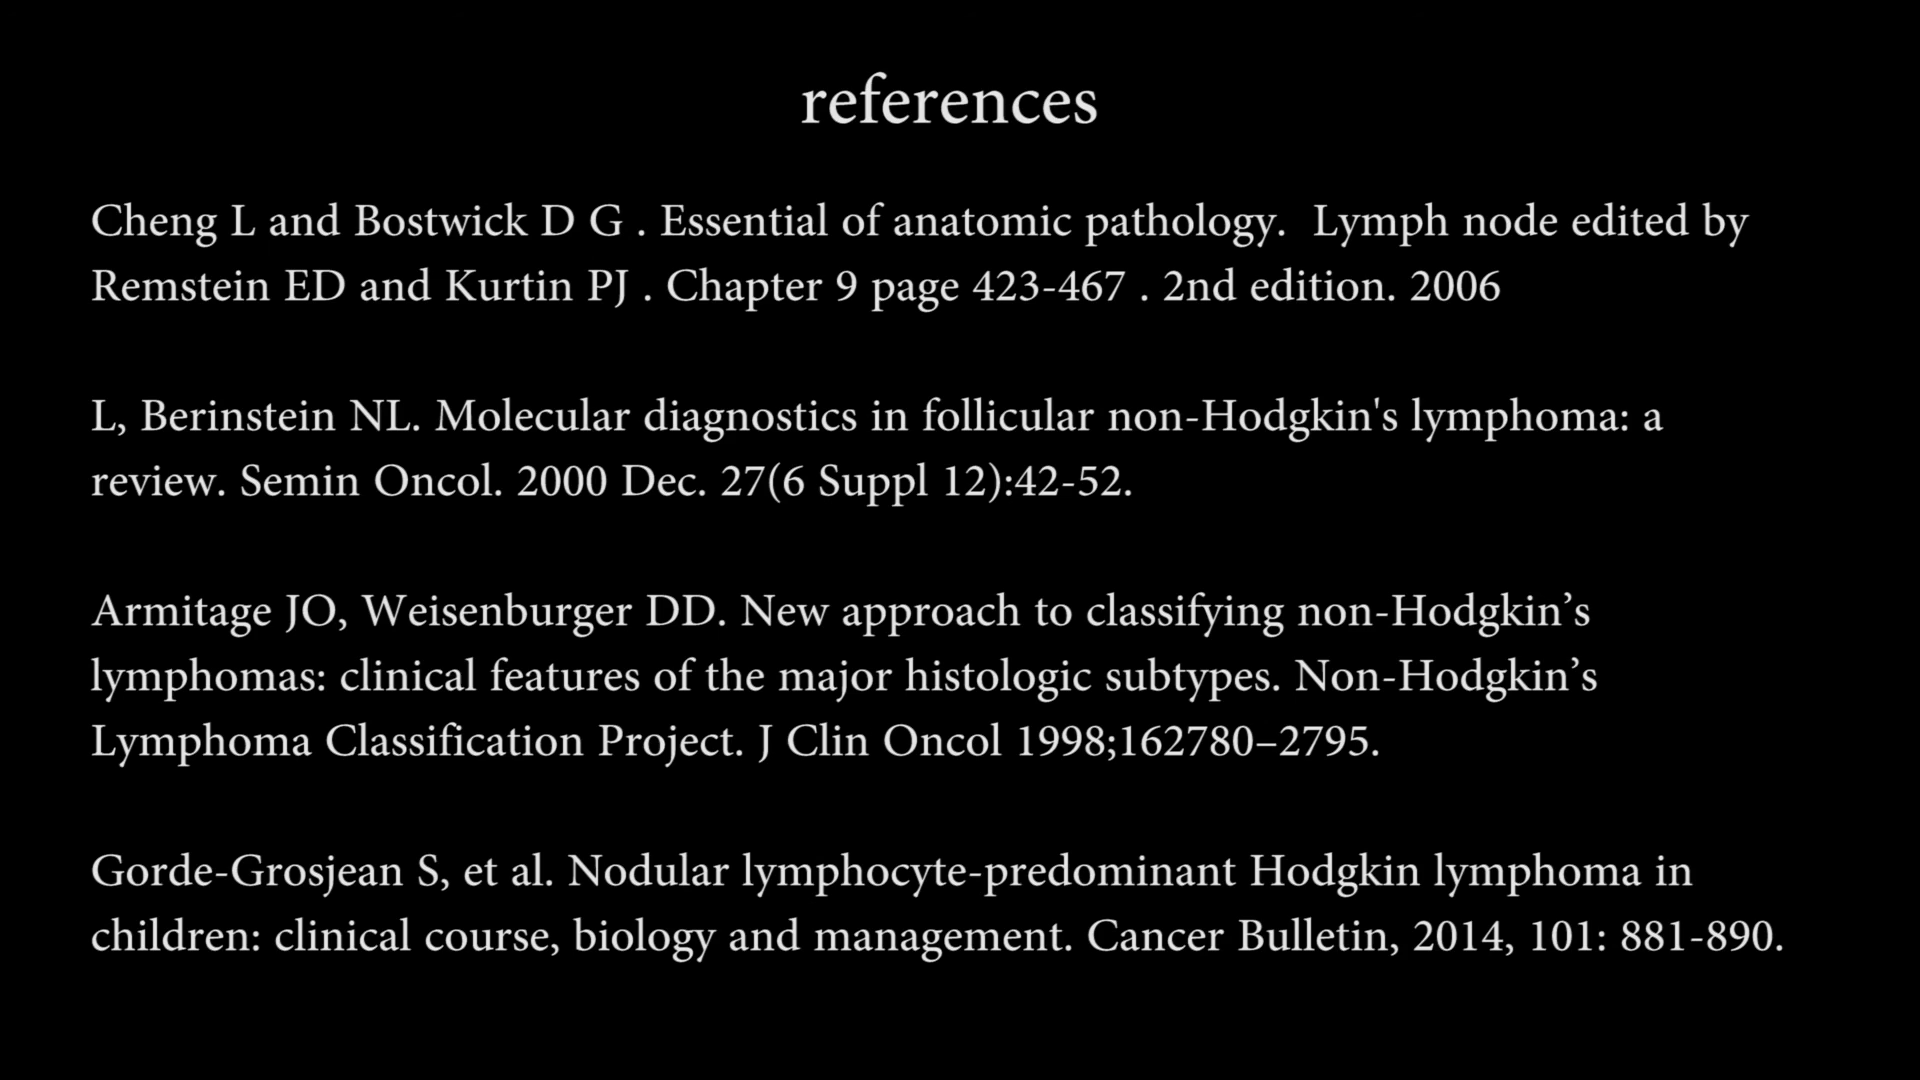 references
Cheng L and Bostwick D G . Essential of anatomic pathology.  Lymph node edited by
Remstein ED and Kurtin PJ . Chapter 9 page 423-467 . 2nd edition. 2006
L, Berinstein NL. Molecular diagnostics in follicular non-Hodgkin's lymphoma: a
review. Semin Oncol. 2000 Dec. 27(6 Suppl 12):42-52.
Armitage JO, Weisenburger DD. New approach to classifying non-Hodgkin’s
lymphomas: clinical features of the major histologic subtypes. Non-Hodgkin’s
Lymphoma Classification Project. J Clin Oncol 1998;162780–2795.
Gorde-Grosjean S, et al. Nodular lymphocyte-predominant Hodgkin lymphoma in
children: clinical course, biology and management. Cancer Bulletin, 2014, 101: 881-890.